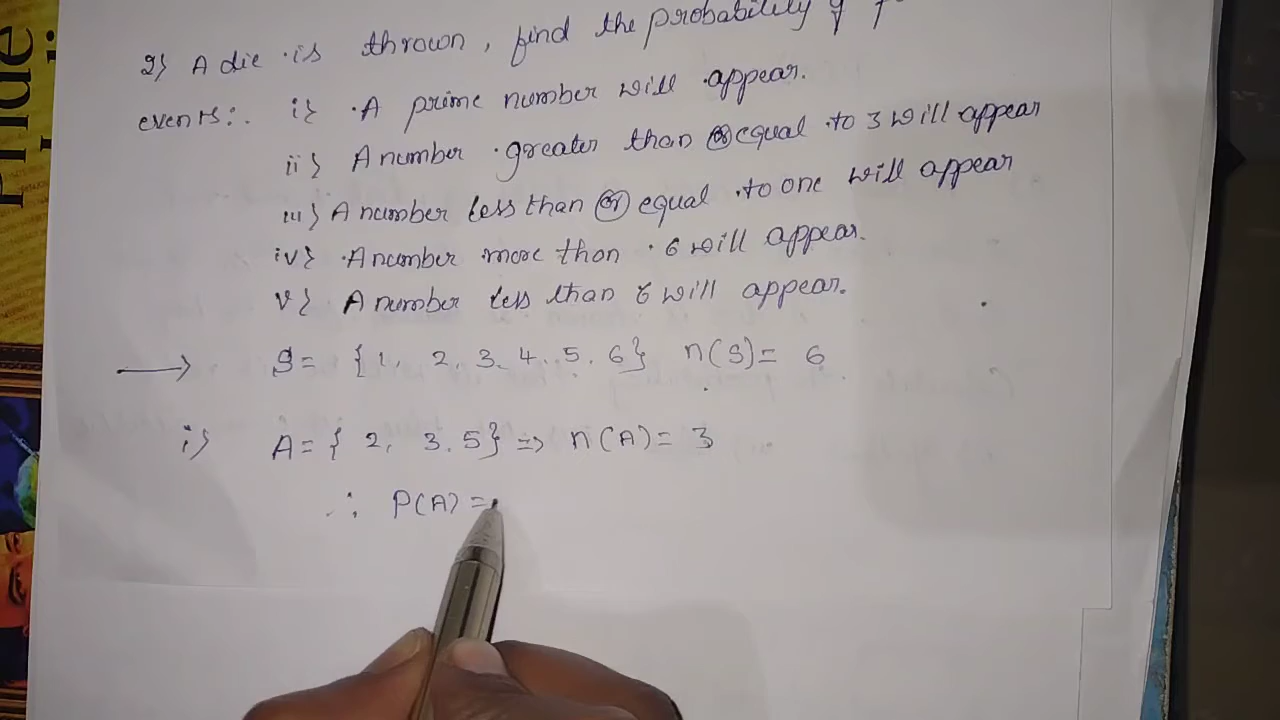 2} A die is thrown, find the probability of
events:. i} A prime number will appear.
ii} A number greater than or equal to 3 will appear
iii} A number less than or equal to one will appear
iv} A number more than 6 will appear.
v} A number less than 6 will appear.
S = {1, 2, 3, 4, 5, 6} n(S) = 6
i} A = { 2, 3, 5} => n(A) = 3
∴ P(A) =